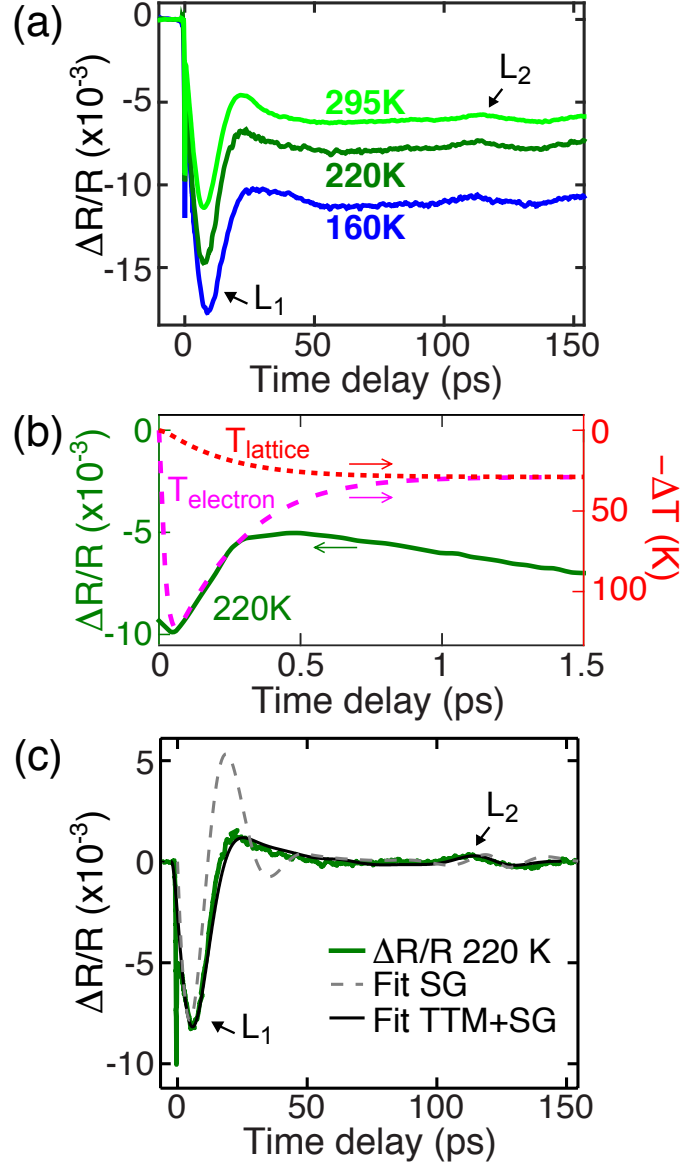 (a)
0
-5
-10
-15
ΔR/R (x10⁻³)
295K
220K
160K
L₁
L₂
0 50 100 150
Time delay (ps)
(b)
0
-5
-10
ΔR/R (x10⁻³)
T lattice
T electron
220K
0
50
100
−ΔT (K)
0 0.5 1 1.5
Time delay (ps)
(c)
5
0
-5
-10
ΔR/R (x10⁻³)
L₂
L₁
ΔR/R 220 K
Fit SG
Fit TTM+SG
0 50 100 150
Time delay (ps)